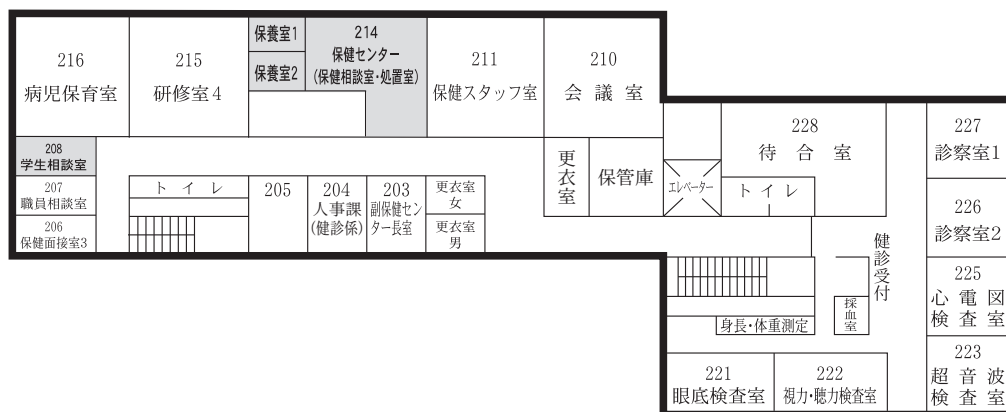 216
病児保育室
215
研修室4
保養室1
保養室2
214
保健センター
(保健相談室・処置室)
211
保健スタッフ室
210
会議室
208
学生相談室
207
職員相談室
206
保健面接室3
トイレ
205
204
人事課
(健診係)
203
副保健セン
ター長室
更衣室
女
更衣室
男
更衣室
保管庫
エレベーター
228
待合室
トイレ
227
診察室1
226
診察室2
健診受付
225
心電図
検査室
採血室
身長・体重測定
223
超音波
検査室
221
眼底検査室
222
視力・聴力検査室